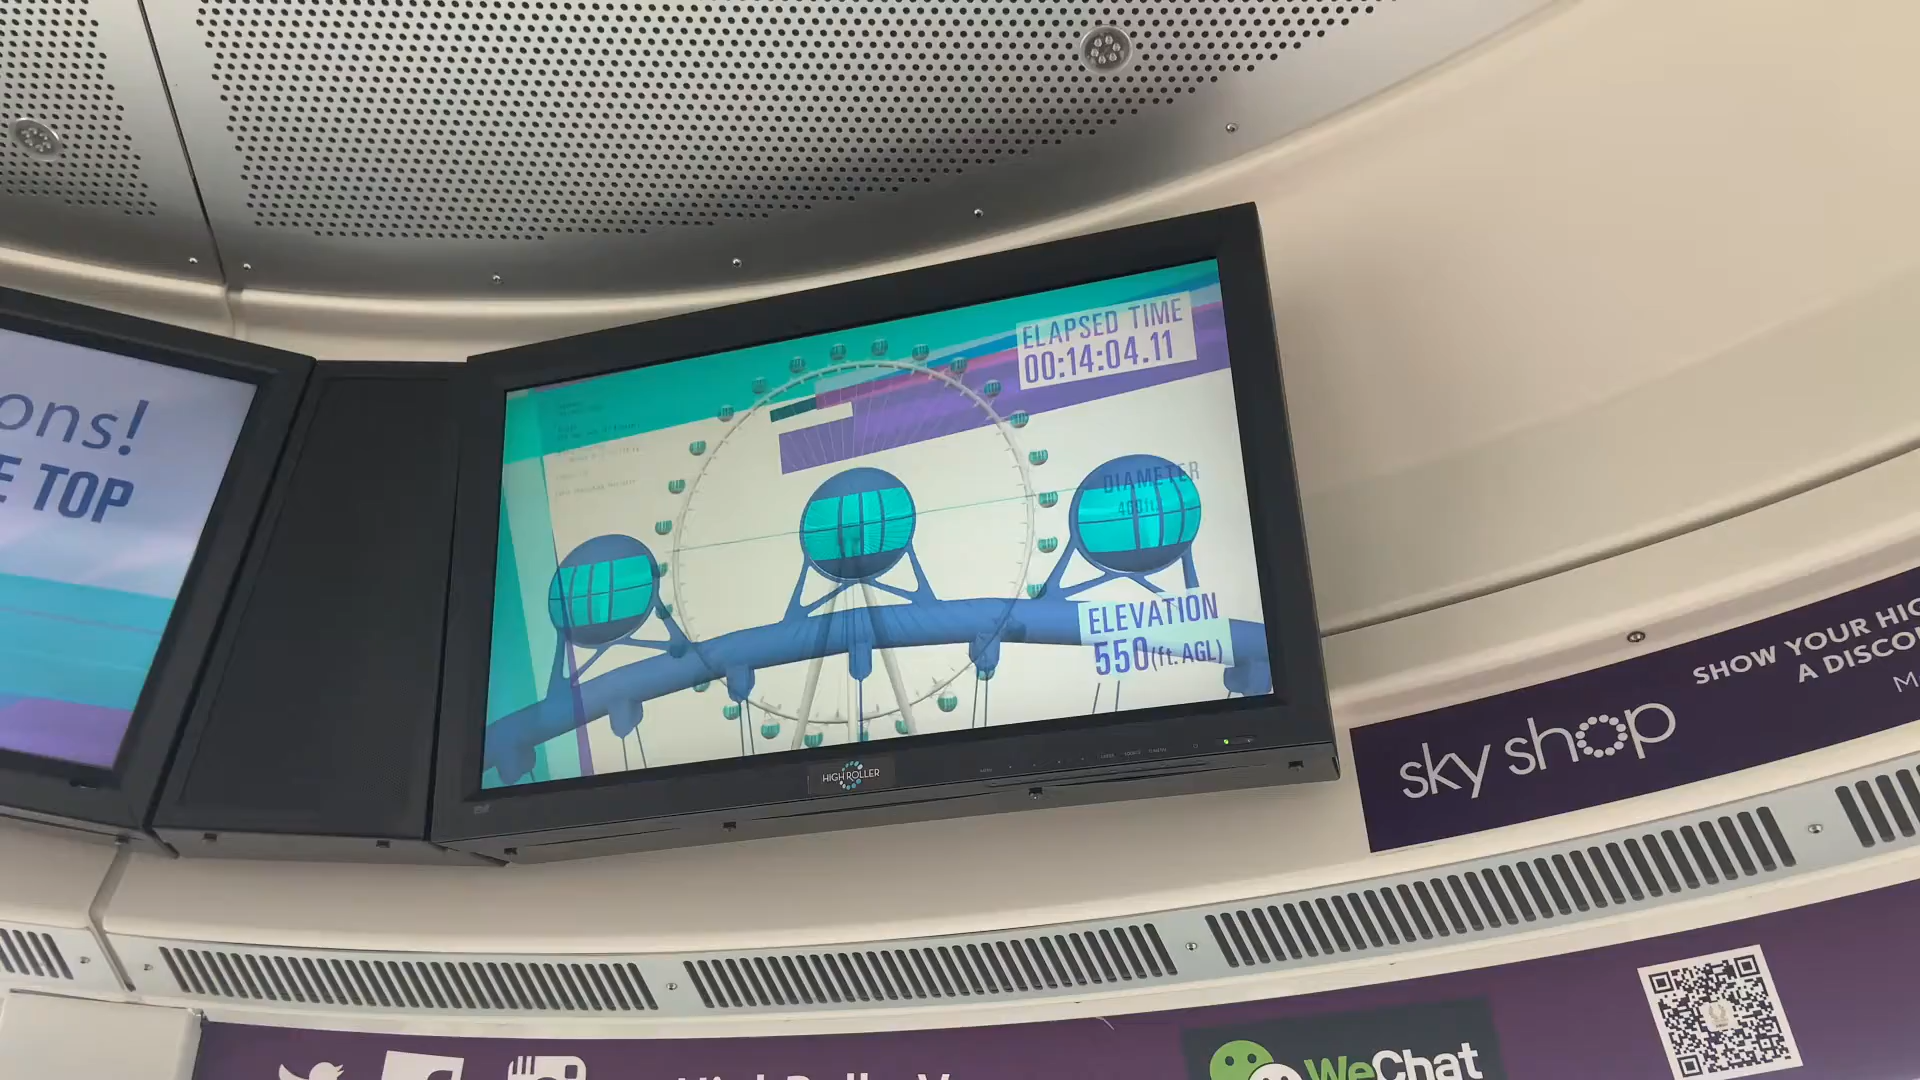 ons!
E TOP
ELAPSED TIME
00:14:04.11
DIAMETER
ELEVATION
550 (ft. AGL)
HIGH ROLLER
SHOW YOUR HIG
A DISCO
sky shop
WeChat